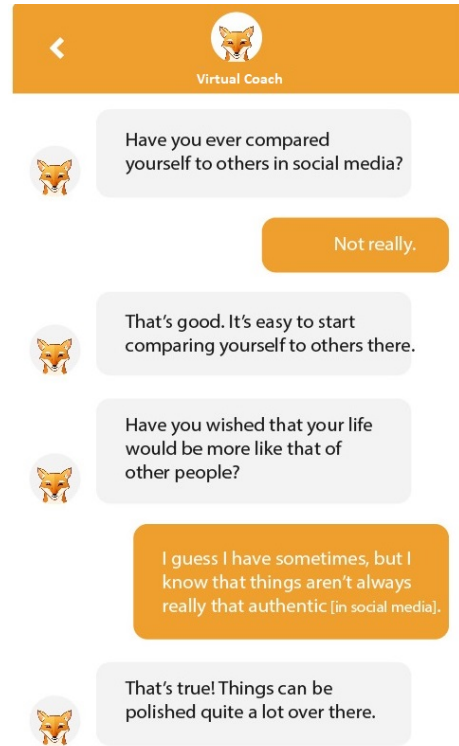 Virtual Coach
Have you ever compared
yourself to others in social media?
Not really.
That's good. It's easy to start
comparing yourself to others there.
Have you wished that your life
would be more like that of
other people?
I guess I have sometimes, but I
know that things aren't always
really that authentic [in social media].
That's true! Things can be
polished quite a lot over there.